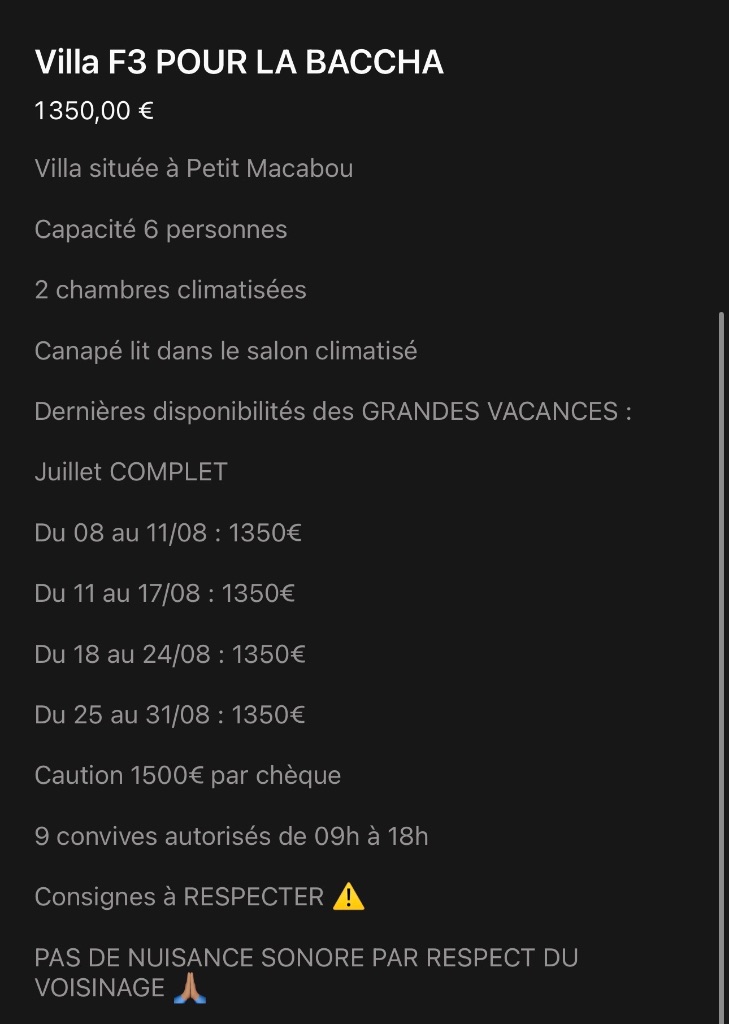 Villa F3 POUR LA BACCHA
1 350,00 €
Villa située à Petit Macabou
Capacité 6 personnes
2 chambres climatisées
Canapé lit dans le salon climatisé
Dernières disponibilités des GRANDES VACANCES :
Juillet COMPLET
Du 08 au 11/08 : 1350€
Du 11 au 17/08 : 1350€
Du 18 au 24/08 : 1350€
Du 25 au 31/08 : 1350€
Caution 1500€ par chèque
9 convives autorisés de 09h à 18h
Consignes à RESPECTER ⚠️
PAS DE NUISANCE SONORE PAR RESPECT DU
VOISINAGE 🙏🏽